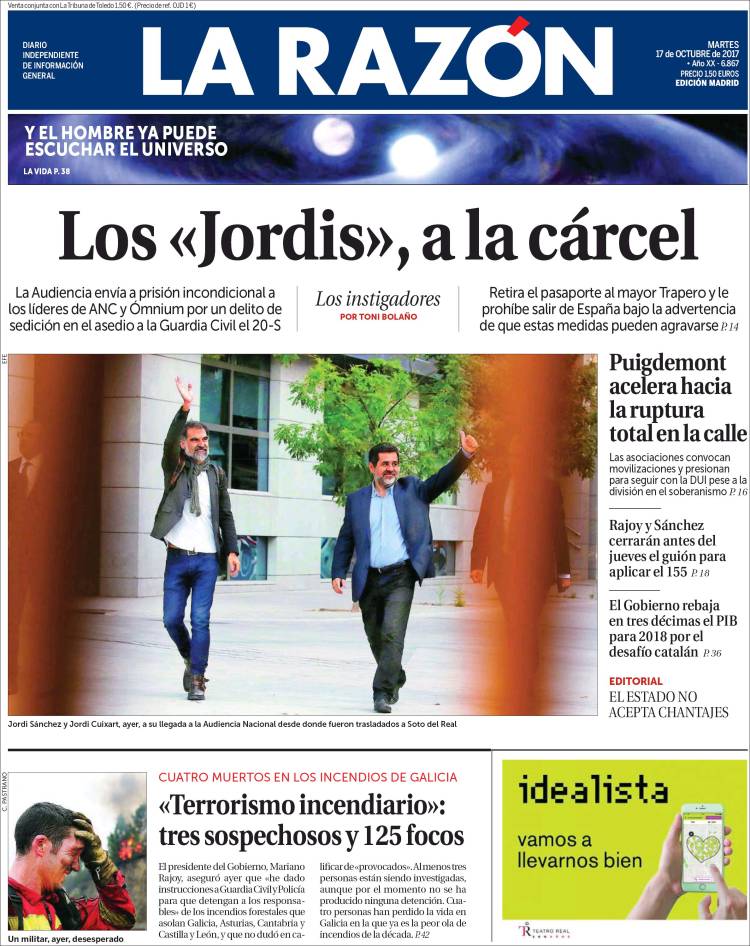 Venta conjunta con La Tribuna de Toledo 1,50 €. (Precio de ref. OJD 1 €)
DIARIO
INDEPENDIENTE
DE INFORMACIÓN
GENERAL
LA RAZÓN
MARTES
17 de OCTUBRE de 2017
• Año XX - 6.867
PRECIO 1,50 EUROS
EDICIÓN MADRID
Y EL HOMBRE YA PUEDE
ESCUCHAR EL UNIVERSO
LA VIDA P. 38
Los «Jordis», a la cárcel
La Audiencia envía a prisión incondicional a
los líderes de ANC y Ómnium por un delito de
sedición en el asedio a la Guardia Civil el 20-S
Los instigadores
POR TONI BOLAÑO
Retira el pasaporte al mayor Trapero y le
prohíbe salir de España bajo la advertencia
de que estas medidas pueden agravarse P. 14
EFE
Jordi Sánchez y Jordi Cuixart, ayer, a su llegada a la Audiencia Nacional desde donde fueron trasladados a Soto del Real
Puigdemont
acelera hacia
la ruptura
total en la calle
Las asociaciones convocan
movilizaciones y presionan
para seguir con la DUI pese a la
división en el soberanismo P. 16
Rajoy y Sánchez
cerrarán antes del
jueves el guión para
aplicar el 155 P. 18
El Gobierno rebaja
en tres décimas el PIB
para 2018 por el
desafío catalán P. 36
EDITORIAL
EL ESTADO NO
ACEPTA CHANTAJES
C. PASTRANO
Un militar, ayer, desesperado
CUATRO MUERTOS EN LOS INCENDIOS DE GALICIA
«Terrorismo incendiario»:
tres sospechosos y 125 focos
El presidente del Gobierno, Mariano
Rajoy, aseguró ayer que «he dado
instrucciones a Guardia Civil y Policía
para que detengan a los responsa-
bles» de los incendios forestales que
asolan Galicia, Asturias, Cantabria y
Castilla y León, y que no dudó en ca-
lificar de «provocados». Al menos tres
personas están siendo investigadas,
aunque por el momento no se ha
producido ninguna detención. Cua-
tro personas han perdido la vida en
Galicia en la que ya es la peor ola de
incendios de la década. P. 42
idealista
vamos a
llevarnos bien
TEATRO REAL